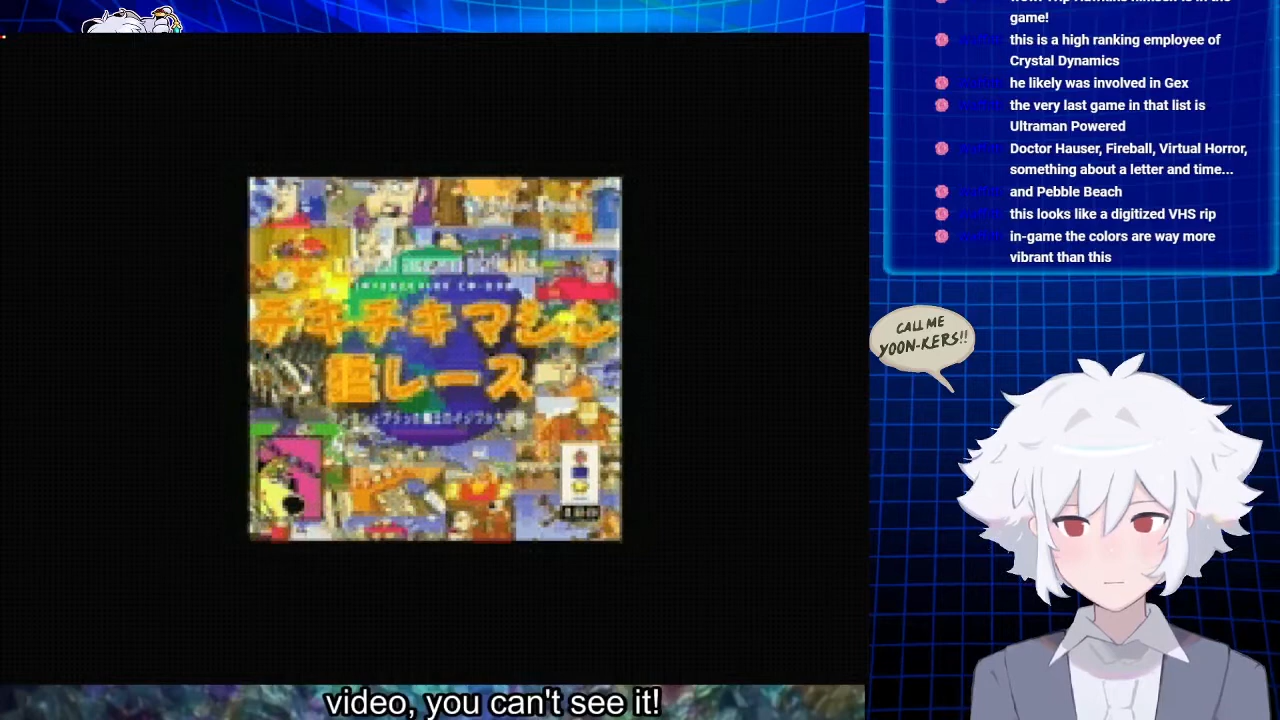 game!
this is a high ranking employee of
Crystal Dynamics
he likely was involved in Gex
the very last game in that list is
Ultraman Powered
Doctor Hauser, Fireball, Virtual Horror,
something about a letter and time...
and Pebble Beach
this looks like a digitized VHS rip
in-game the colors are way more
vibrant than this
CALL ME
YOON-KERS!!
チキチキマシン
猛レース
video, you can't see it!